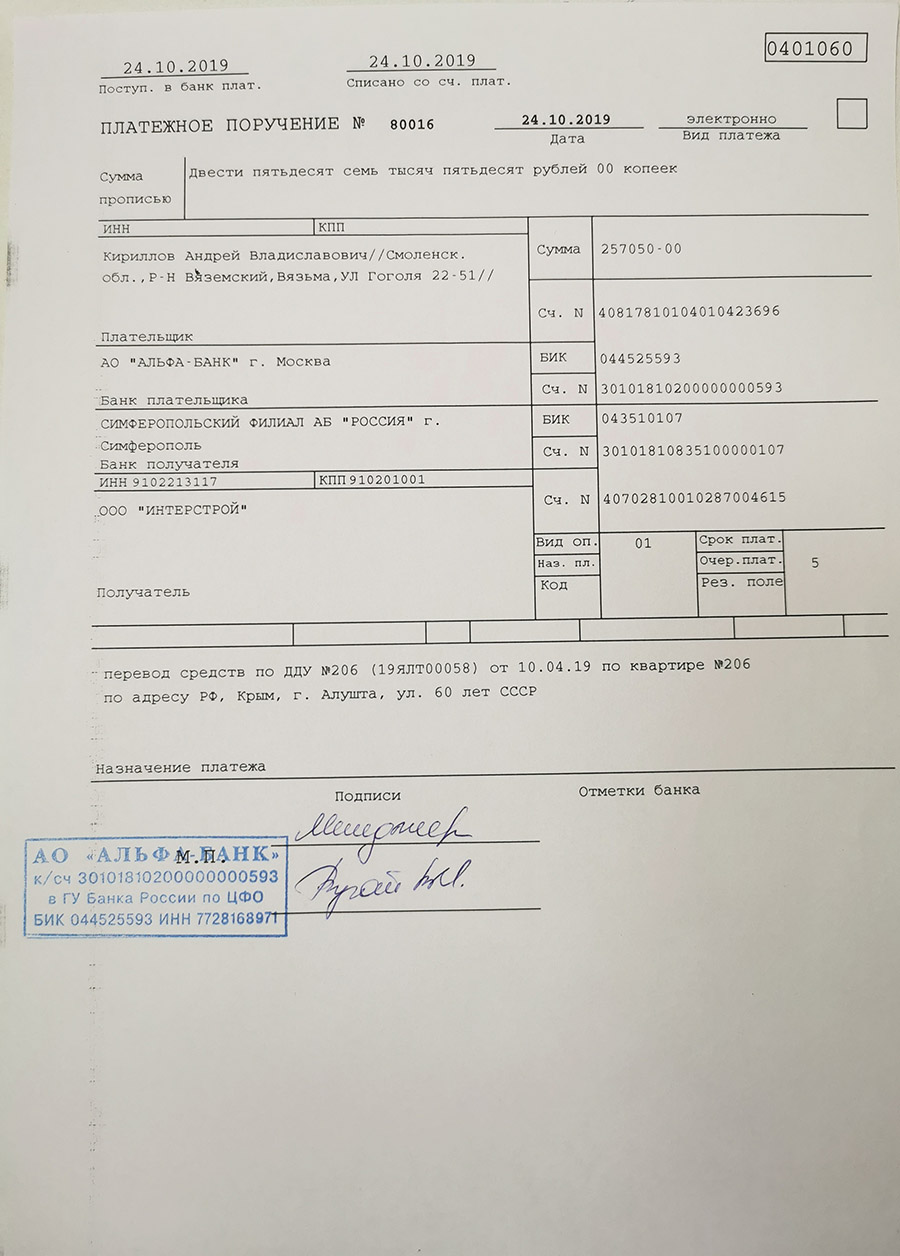 0401060
24.10.2019 24.10.2019
Поступ. в банк плат. Списано со сч. плат.
ПЛАТЕЖНОЕ ПОРУЧЕНИЕ № 80016 24.10.2019 электронно
Дата Вид платежа
Сумма прописью Двести пятьдесят семь тысяч пятьдесят рублей 00 копеек
ИНН КПП
Кириллов Андрей Владиславович//Смоленск.
обл.,Р-Н Вяземский,Вязьма,УЛ Гоголя 22-51//
Сумма 257050-00
Сч. N 40817810104010423696
Плательщик
АО "АЛЬФА-БАНК" г. Москва БИК 044525593
Сч. N 30101810200000000593
Банк плательщика
СИМФЕРОПОЛЬСКИЙ ФИЛИАЛ АБ "РОССИЯ" г. БИК 043510107
Симферополь Сч. N 30101810835100000107
Банк получателя
ИНН 9102213117 КПП 910201001
Сч. N 40702810010287004615
ООО "ИНТЕРСТРОЙ"
Вид оп. 01 Срок плат.
Наз. пл. Очер.плат. 5
Код Рез. поле
Получатель
перевод средств по ДДУ №206 (19ЯЛТ00058) от 10.04.19 по квартире №206
по адресу РФ, Крым, г. Алушта, ул. 60 лет СССР
Назначение платежа
Подписи Отметки банка
Менеджер
М.П.
АО «АЛЬФА-БАНК»
к/сч 30101810200000000593
в ГУ Банка России по ЦФО
БИК 044525593 ИНН 7728168971